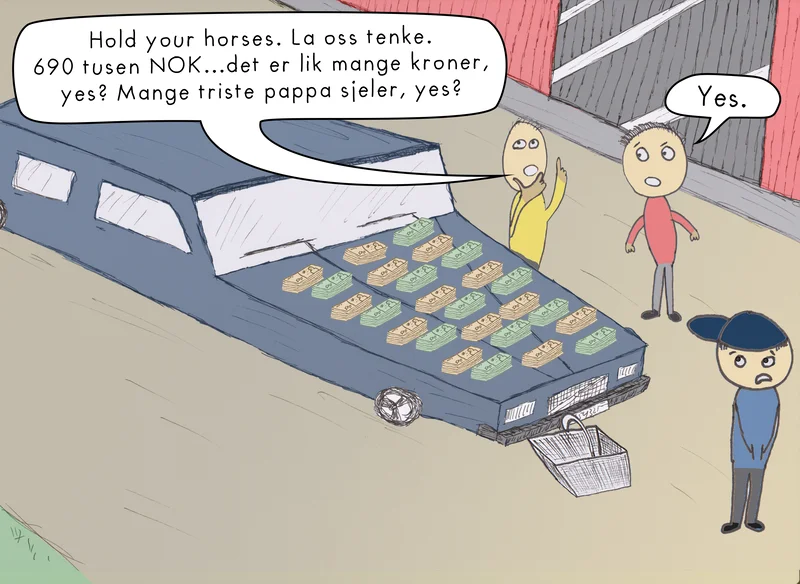 Hold your horses. La oss tenke.
690 tusen NOK...det er lik mange kroner,
yes? Mange triste pappa sjeler, yes?
Yes.